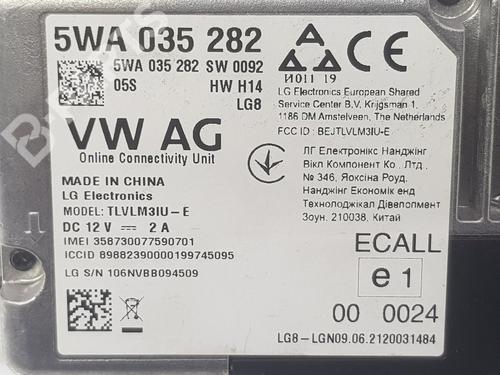 5WA 035 282
5WA 035 282 SW 0092
05S HW H14
LG8
VW AG
Online Connectivity Unit
MADE IN CHINA
LG Electronics
MODEL: TLVLM3IU-E
DC 12 V 2 A
IMEI 358730077590701
ICCID 89882390000199745095
LG S/N 106NVBB094509
CE
И011 19
LG Electronics European Shared
Service Center B.V. Krijgsman 1,
1186 DM Amstelveen, The Netherlands
FCC ID : BEJTLVLM3IU-E
ЛГ Електронікс Нанджінг
Вікл Компонент Ко., Лтд.,
№ 346, Яоксіна Роуд,
Нанджінг Економік енд
Технолоджікал Дівелопмент
Зоун, 210038, Китай
ECALL
e 1
00 0024
LG8-LGN09.06.2120031484